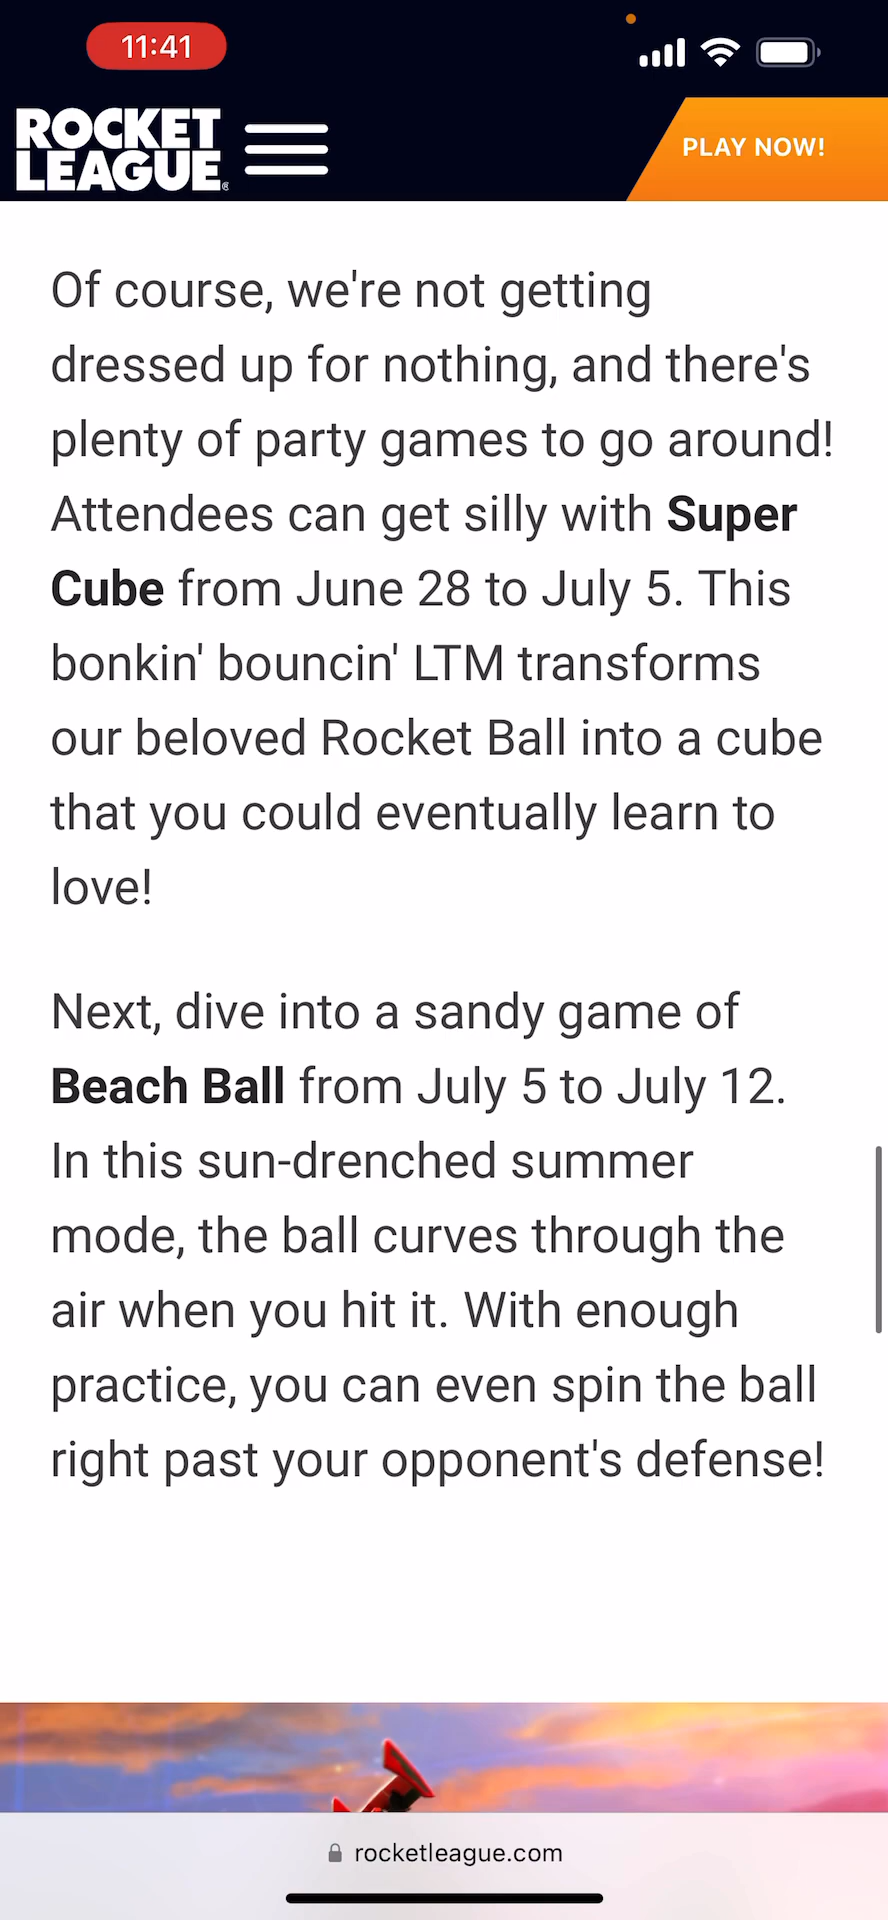 11:41
ROCKET
LEAGUE®
PLAY NOW!
Of course, we're not getting
dressed up for nothing, and there's
plenty of party games to go around!
Attendees can get silly with Super
Cube from June 28 to July 5. This
bonkin' bouncin' LTM transforms
our beloved Rocket Ball into a cube
that you could eventually learn to
love!
Next, dive into a sandy game of
Beach Ball from July 5 to July 12.
In this sun-drenched summer
mode, the ball curves through the
air when you hit it. With enough
practice, you can even spin the ball
right past your opponent's defense!
rocketleague.com